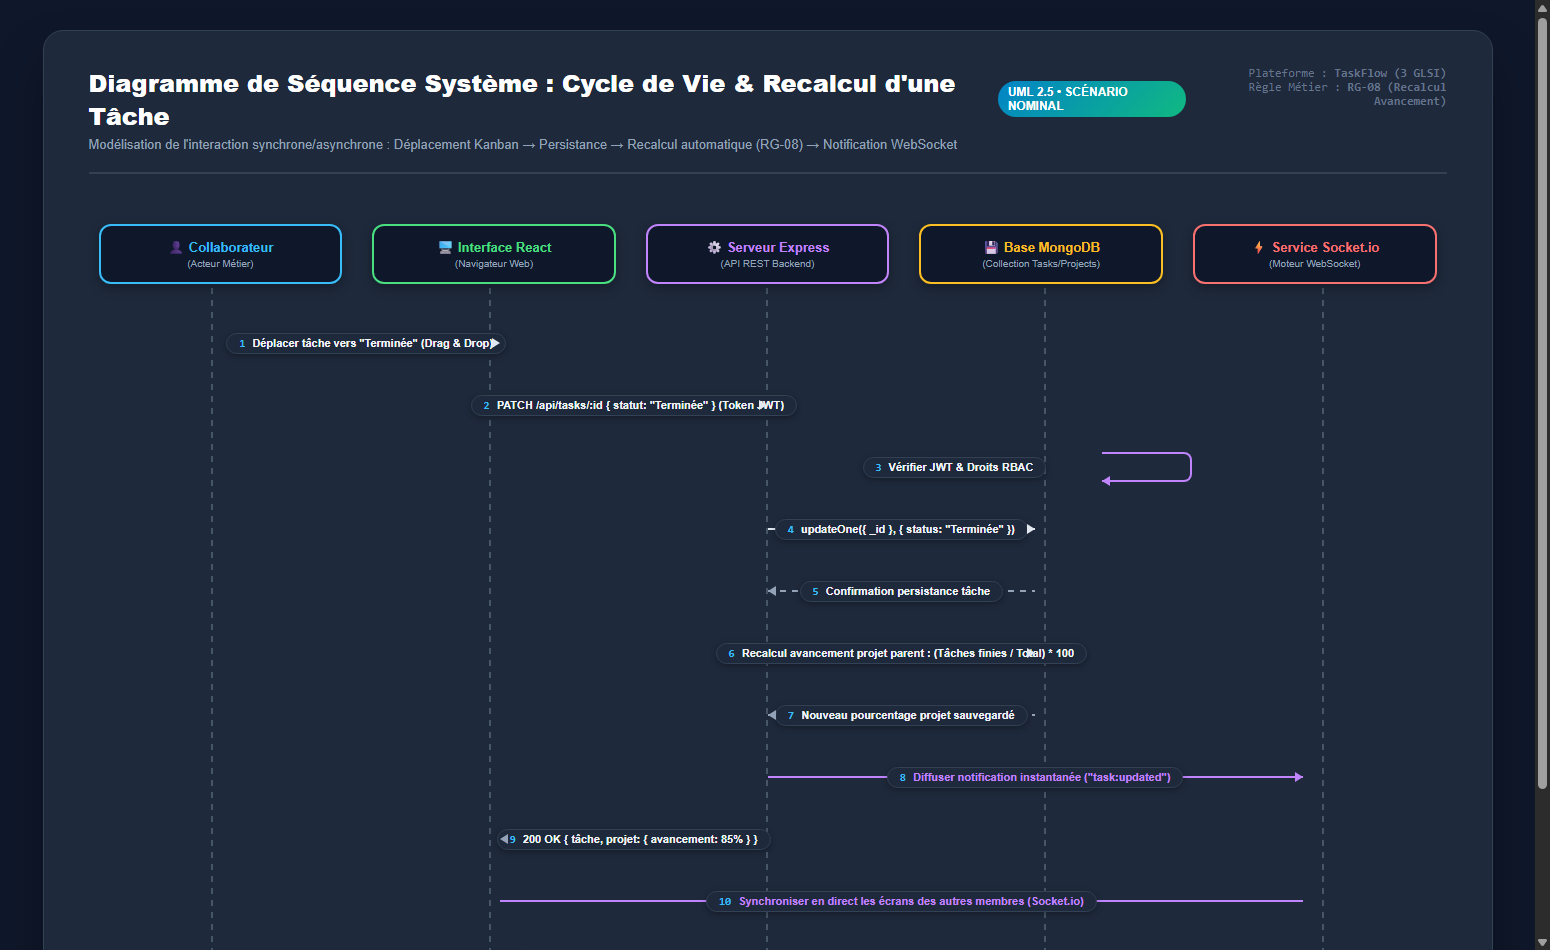 Diagramme de Séquence Système : Cycle de Vie & Recalcul d'une
Tâche
Modélisation de l'interaction synchrone/asynchrone : Déplacement Kanban → Persistance → Recalcul automatique (RG-08) → Notification WebSocket
UML 2.5 • SCÉNARIO
NOMINAL
Plateforme : TaskFlow (3 GLSI)
Règle Métier : RG-08 (Recalcul
Avancement)
Collaborateur
(Acteur Métier)
Interface React
(Navigateur Web)
Serveur Express
(API REST Backend)
Base MongoDB
(Collection Tasks/Projects)
Service Socket.io
(Moteur WebSocket)
1 Déplacer tâche vers "Terminée" (Drag & Drop)
2 PATCH /api/tasks/:id { statut: "Terminée" } (Token JWT)
3 Vérifier JWT & Droits RBAC
4 updateOne({ _id }, { status: "Terminée" })
5 Confirmation persistance tâche
6 Recalcul avancement projet parent : (Tâches finies / Total) * 100
7 Nouveau pourcentage projet sauvegardé
8 Diffuser notification instantanée ("task:updated")
9 200 OK { tâche, projet: { avancement: 85% } }
10 Synchroniser en direct les écrans des autres membres (Socket.io)